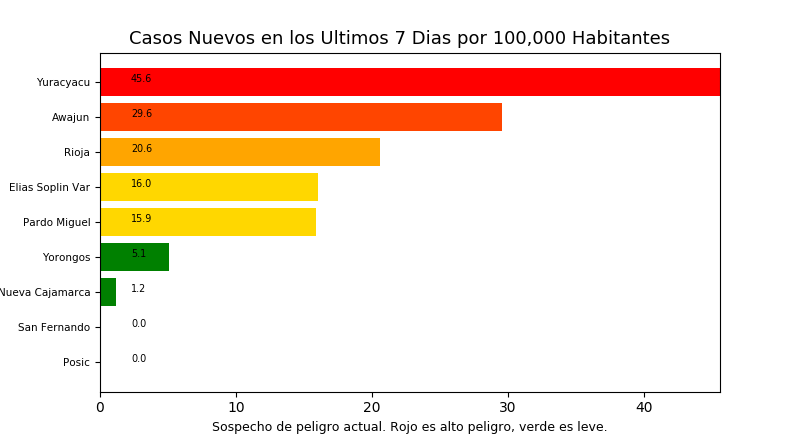 Casos Nuevos en los Ultimos 7 Dias por 100,000 Habitantes
Yuracyacu 45.6
Awajun 29.6
Rioja 20.6
Elias Soplin Var 16.0
Pardo Miguel 15.9
Yorongos 5.1
Nueva Cajamarca 1.2
San Fernando 0.0
Posic 0.0
0 10 20 30 40
Sospecho de peligro actual. Rojo es alto peligro, verde es leve.